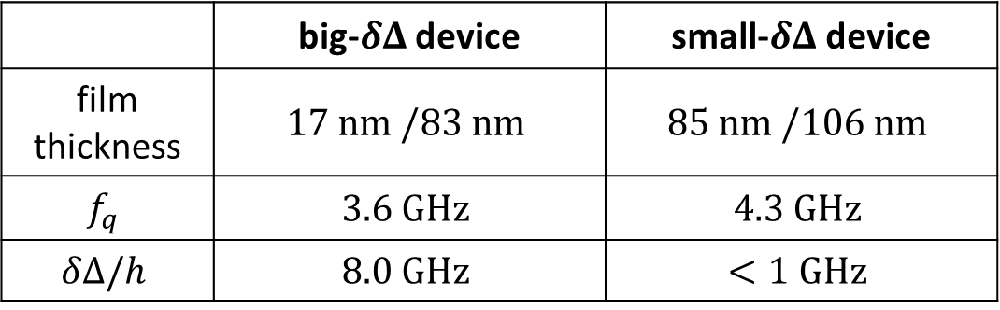 big-δΔ device small-δΔ device
film
thickness
17 nm /83 nm 85 nm /106 nm
f_q 3.6 GHz 4.3 GHz
δΔ/h 8.0 GHz < 1 GHz